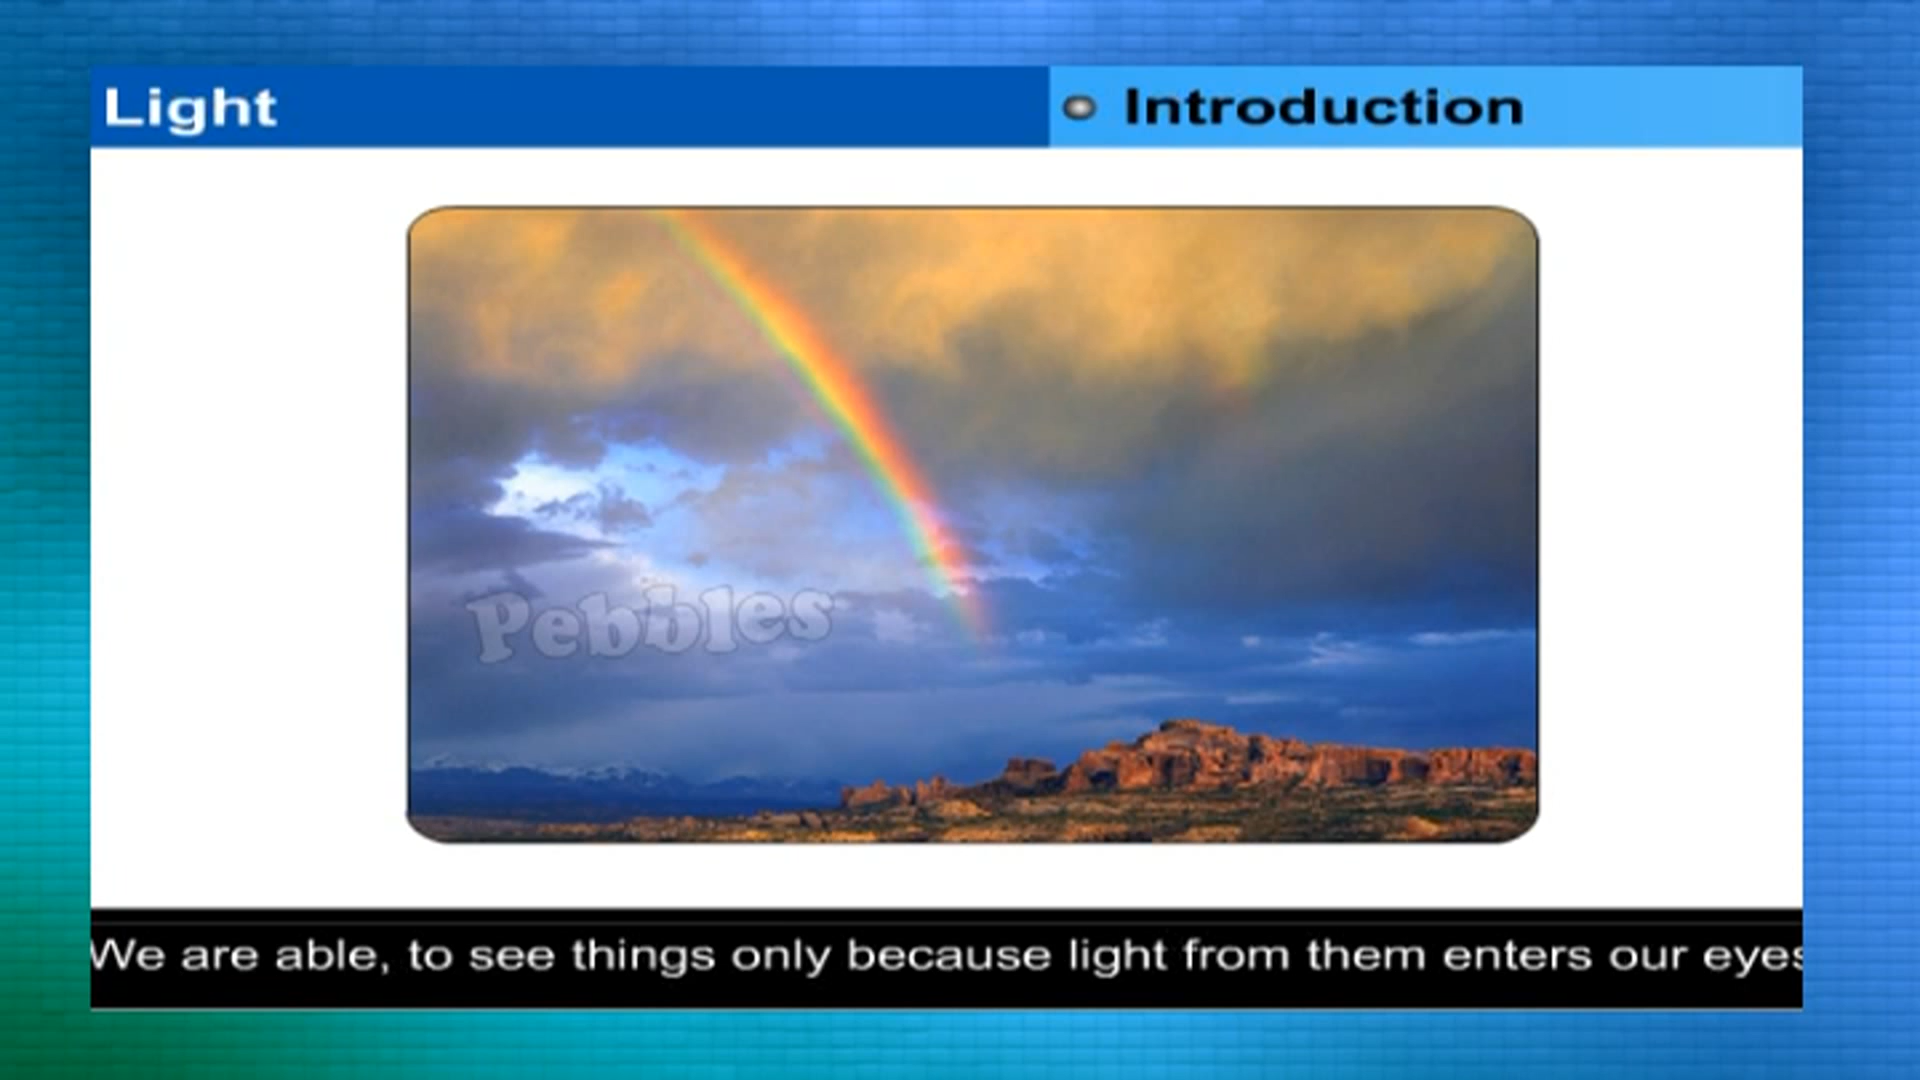 Light
Introduction
Pebbles
We are able, to see things only because light from them enters our eyes